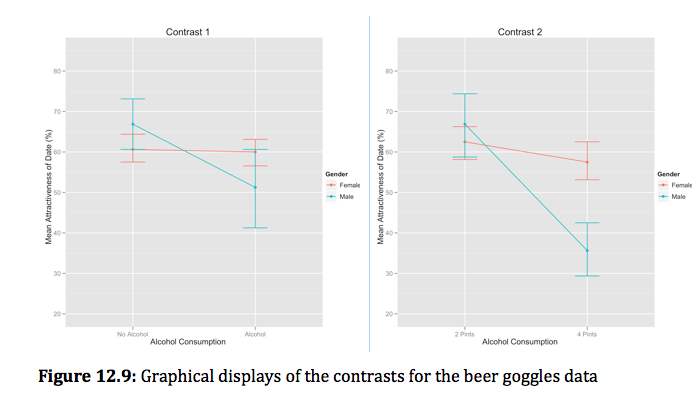 Contrast 1
80
70
60
50
40
30
20
Mean Attractiveness of Date (%)
No Alcohol
Alcohol
Alcohol Consumption
Gender
Female
Male
Contrast 2
80
70
60
50
40
30
20
Mean Attractiveness of Date (%)
2 Pints
4 Pints
Alcohol Consumption
Gender
Female
Male
Figure 12.9: Graphical displays of the contrasts for the beer goggles data